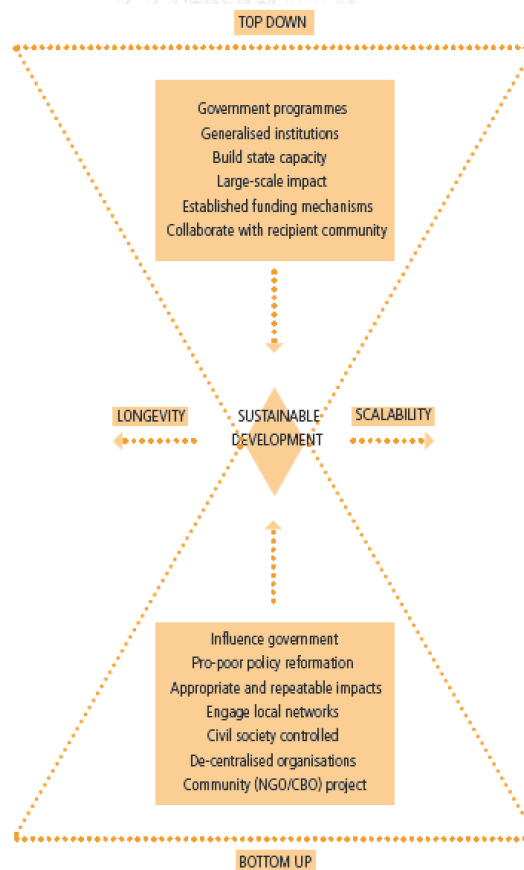 TOP DOWN
Government programmes
Generalised institutions
Build state capacity
Large-scale impact
Established funding mechanisms
Collaborate with recipient community
LONGEVITY
SUSTAINABLE
DEVELOPMENT
SCALABILITY
Influence government
Pro-poor policy reformation
Appropriate and repeatable impacts
Engage local networks
Civil society controlled
De-centralised organisations
Community (NGO/CBO) project
BOTTOM UP